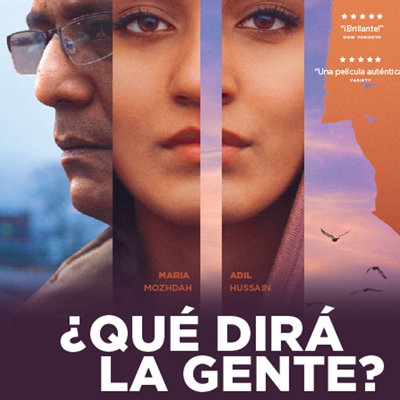 "¡Brillante!"
NOW TORONTO
"Una película auténtica
VARIETY
MARIA
MOZHDAH
ADIL
HUSSAIN
¿QUÉ DIRÁ
LA GENTE?